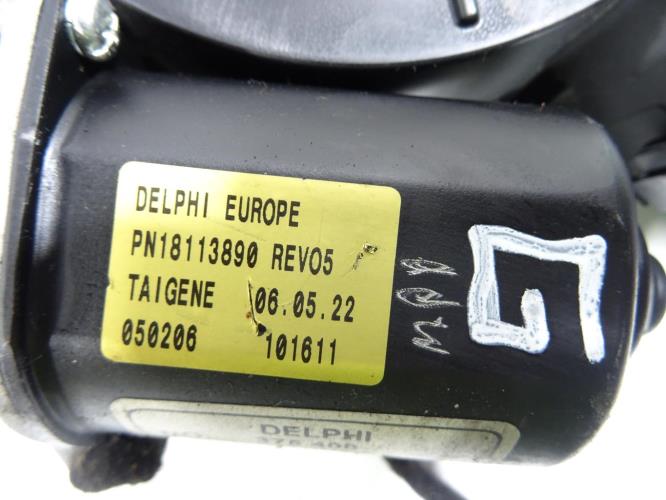 DELPHI EUROPE
PN18113890 REV05
TAIGENE 06.05.22
050206 101611
G
DELPHI